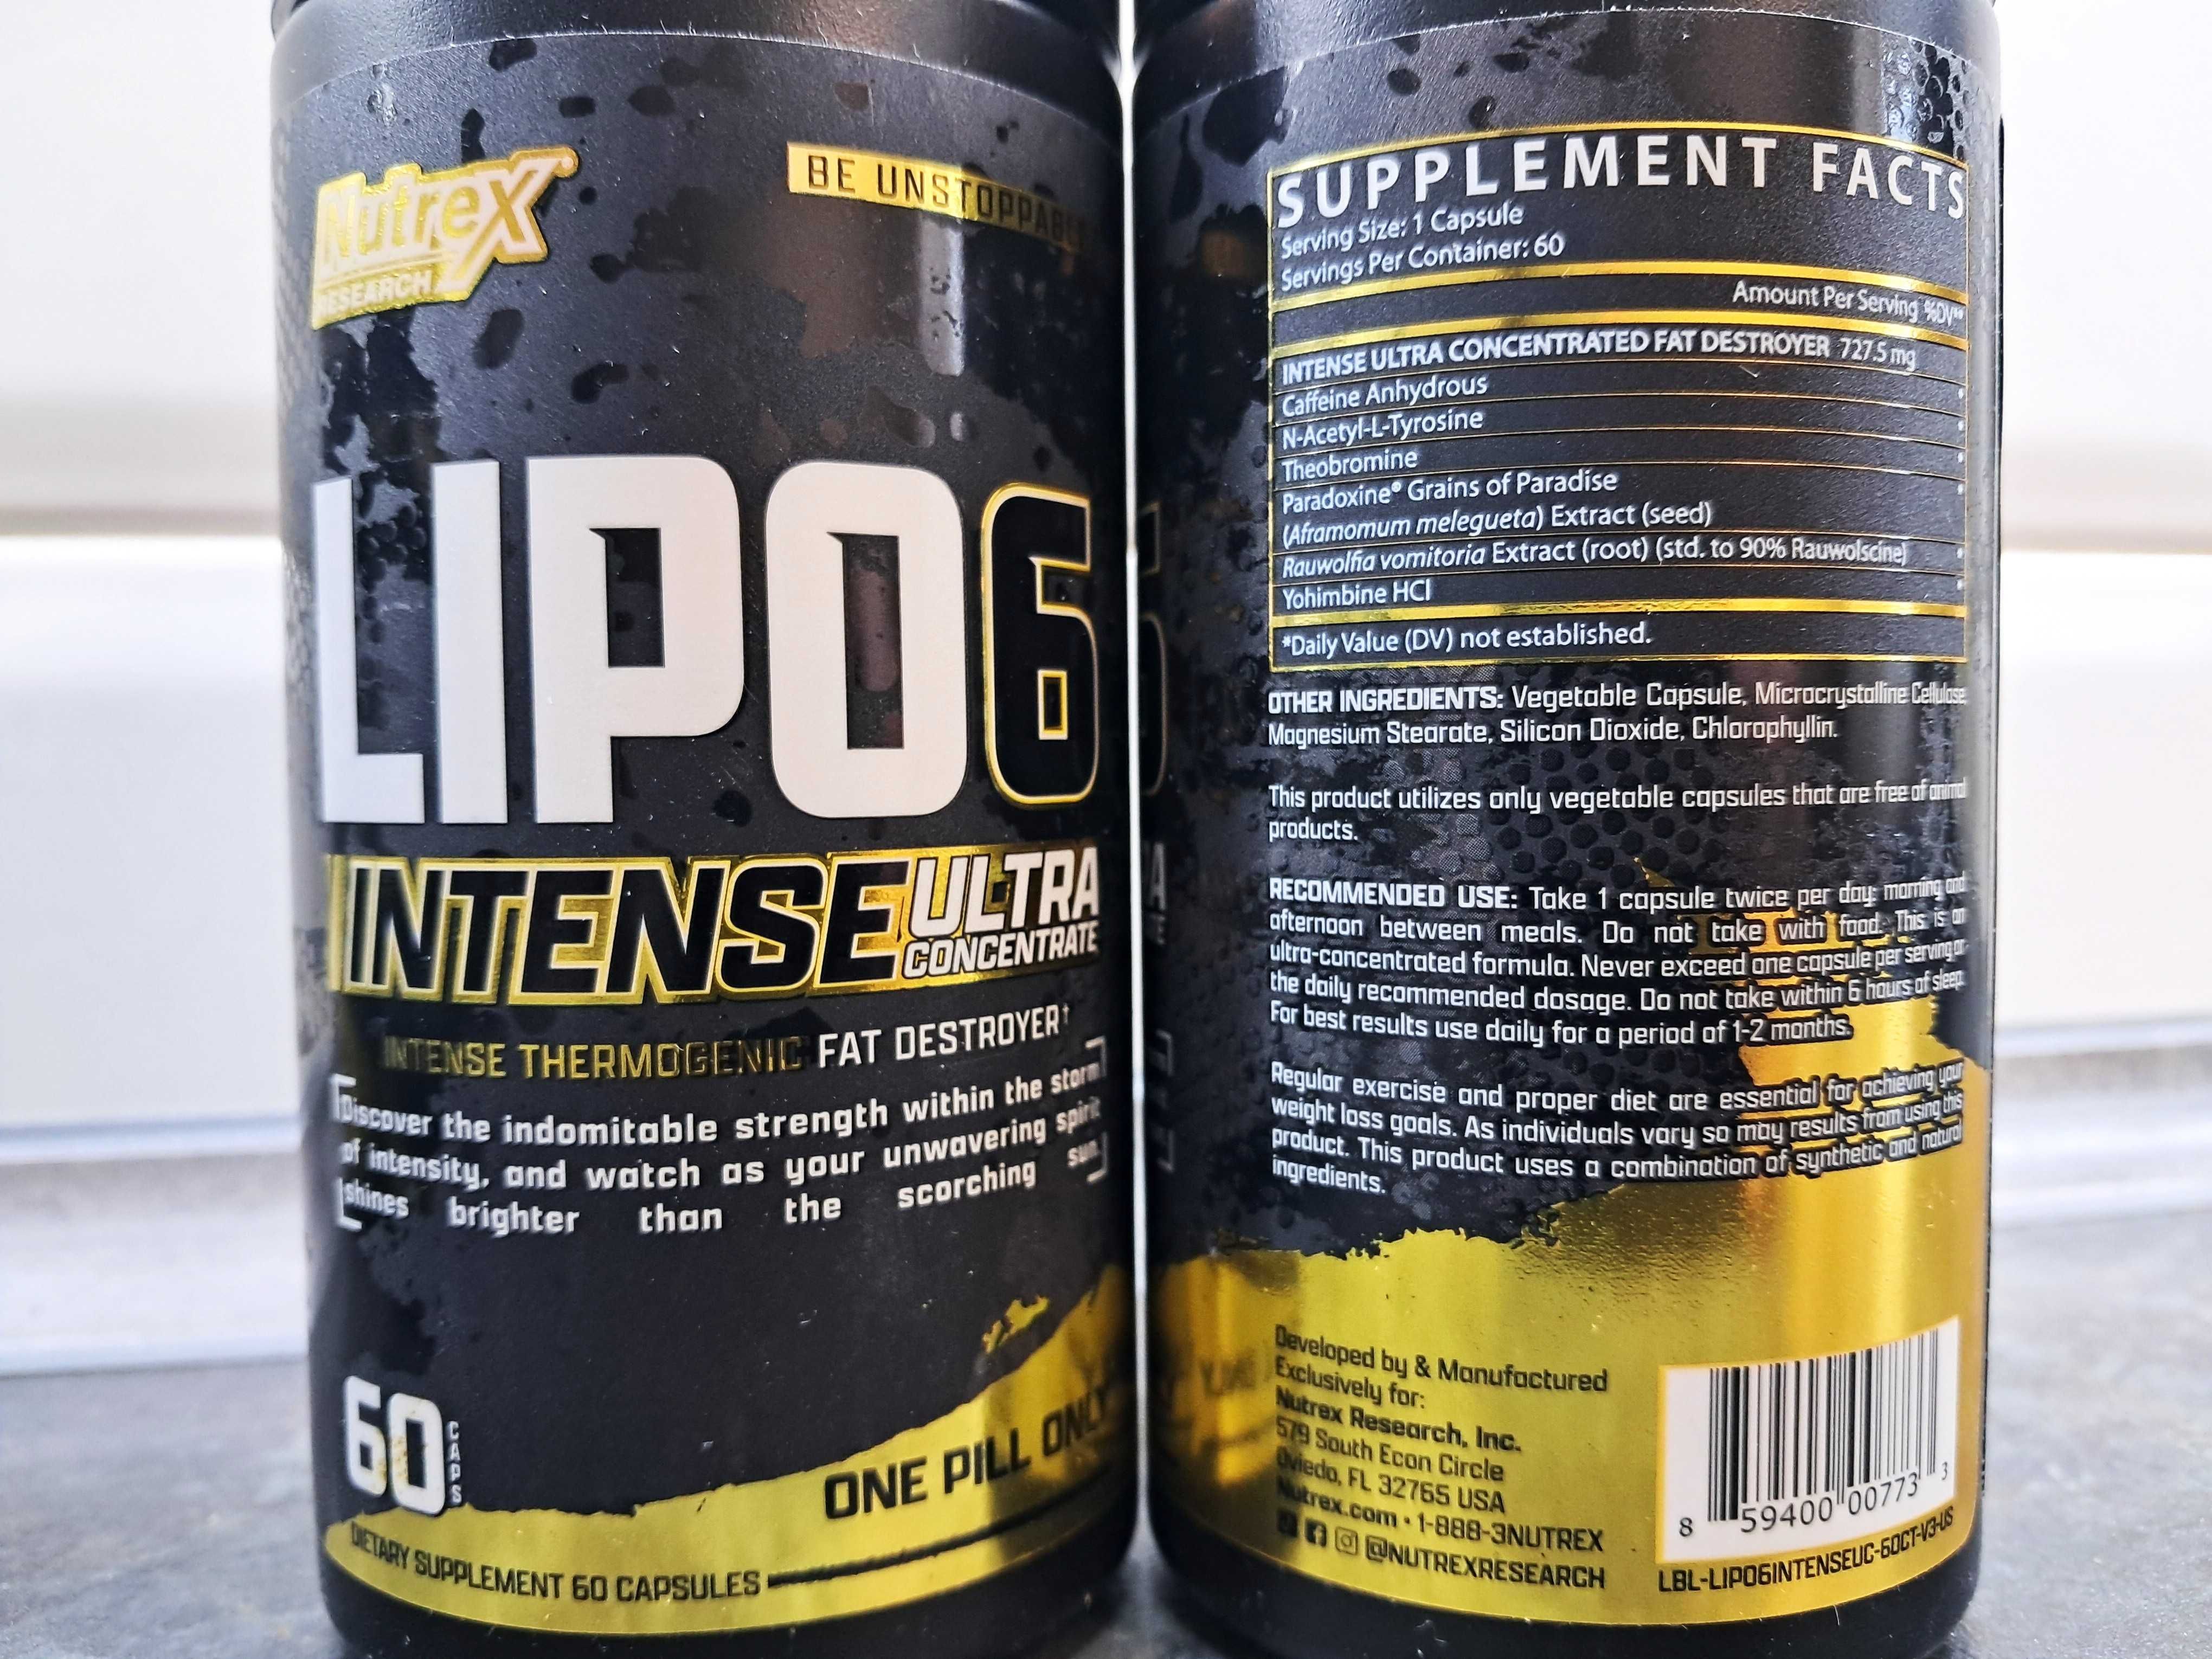 Nutrex
RESEARCH
BE UNSTOPPABLE
LIPO6
INTENSE ULTRA
CONCENTRATE
INTENSE THERMOGENIC FAT DESTROYER†
Discover the indomitable strength within the storm
of intensity, and watch as your unwavering spirit
shines brighter than the scorching sun.
60 CAPS
ONE PILL ONLY
DIETARY SUPPLEMENT 60 CAPSULES
SUPPLEMENT FACTS
Serving Size: 1 Capsule
Servings Per Container: 60
Amount Per Serving %DV**
INTENSE ULTRA CONCENTRATED FAT DESTROYER 727.5 mg
Caffeine Anhydrous *
N-Acetyl-L-Tyrosine *
Theobromine *
Paradoxine® Grains of Paradise *
(Aframomum melegueta) Extract (seed)
Rauwolfia vomitoria Extract (root) (std. to 90% Rauwolscine) *
Yohimbine HCl *
*Daily Value (DV) not established.
OTHER INGREDIENTS: Vegetable Capsule, Microcrystalline Cellulose,
Magnesium Stearate, Silicon Dioxide, Chlorophyllin.
This product utilizes only vegetable capsules that are free of animal
products.
RECOMMENDED USE: Take 1 capsule twice per day: morning and
afternoon between meals. Do not take with food. This is an
ultra-concentrated formula. Never exceed one capsule per serving or
the daily recommended dosage. Do not take within 6 hours of sleep.
For best results use daily for a period of 1-2 months.
Regular exercise and proper diet are essential for achieving your
weight loss goals. As individuals vary so may results from using this
product. This product uses a combination of synthetic and natural
ingredients.
Developed by & Manufactured
Exclusively for:
Nutrex Research, Inc.
579 South Econ Circle
Oviedo, FL 32765 USA
Nutrex.com • 1-888-3NUTREX
@NUTREXRESEARCH
8 59400 00773 3
LBL-LIPO6INTENSEUC-60CT-V3-US